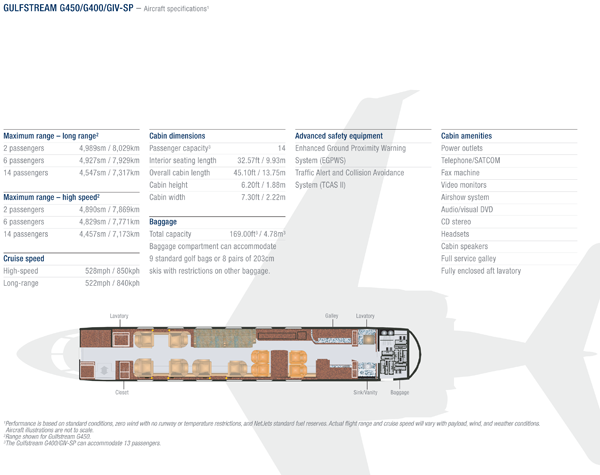 GULFSTREAM G450/G400/GIV-SP – Aircraft specifications¹
Maximum range – long range²
2 passengers 4,989sm / 8,029km
6 passengers 4,927sm / 7,929km
14 passengers 4,547sm / 7,317km
Maximum range – high speed²
2 passengers 4,890sm / 7,869km
6 passengers 4,829sm / 7,771km
14 passengers 4,457sm / 7,173km
Cruise speed
High-speed 528mph / 850kph
Long-range 522mph / 840kph
Cabin dimensions
Passenger capacity³ 14
Interior seating length 32.57ft / 9.93m
Overall cabin length 45.10ft / 13.75m
Cabin height 6.20ft / 1.88m
Cabin width 7.30ft / 2.22m
Baggage
Total capacity 169.00ft³ / 4.78m³
Baggage compartment can accommodate
9 standard golf bags or 8 pairs of 203cm
skis with restrictions on other baggage.
Advanced safety equipment
Enhanced Ground Proximity Warning
System (EGPWS)
Traffic Alert and Collision Avoidance
System (TCAS II)
Cabin amenities
Power outlets
Telephone/SATCOM
Fax machine
Video monitors
Airshow system
Audio/visual DVD
CD stereo
Headsets
Cabin speakers
Full service galley
Fully enclosed aft lavatory
Lavatory
Galley
Lavatory
Closet
Sink/Vanity
Baggage
¹Performance is based on standard conditions, zero wind with no runway or temperature restrictions, and NetJets standard fuel reserves. Actual flight range and cruise speed will vary with payload, wind, and weather conditions.
Aircraft illustrations are not to scale.
²Range shown for Gulfstream G450.
³The Gulfstream G400/GIV-SP can accommodate 13 passengers.